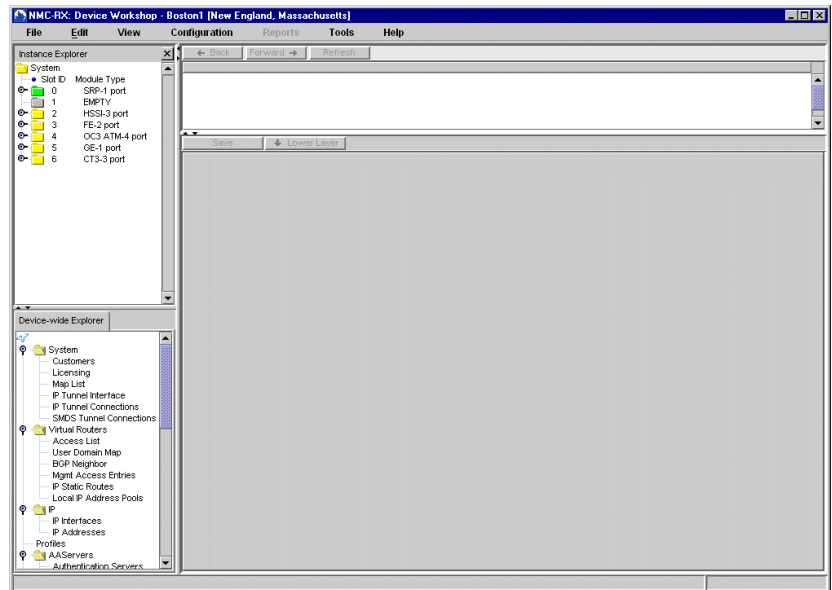 NMC-RX: Device Workshop - Boston1 [New England, Massachusetts]
File Edit View Configuration Reports Tools Help
Instance Explorer
System
Slot ID Module Type
0 SRP-1 port
1 EMPTY
2 HSSI-3 port
3 FE-2 port
4 OC3 ATM-4 port
5 GE-1 port
6 CT3-3 port
Back Forward Refresh
Save Lower Layer
Device-wide Explorer
System
Customers
Licensing
Map List
IP Tunnel Interface
IP Tunnel Connections
SMDS Tunnel Connections
Virtual Routers
Access List
User Domain Map
BGP Neighbor
Mgmt Access Entries
IP Static Routes
Local IP Address Pools
IP
IP Interfaces
IP Addresses
Profiles
AAServers
Authentication Servers